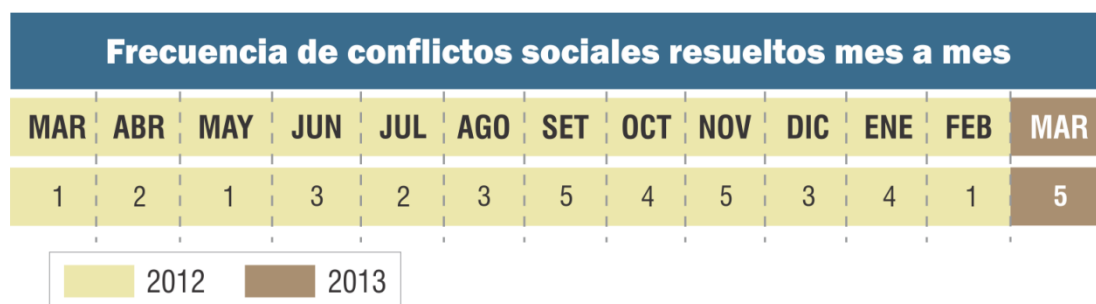 Frecuencia de conflictos sociales resueltos mes a mes
MAR ABR MAY JUN JUL AGO SET OCT NOV DIC ENE FEB MAR
1 2 1 3 2 3 5 4 5 3 4 1 5
2012 2013